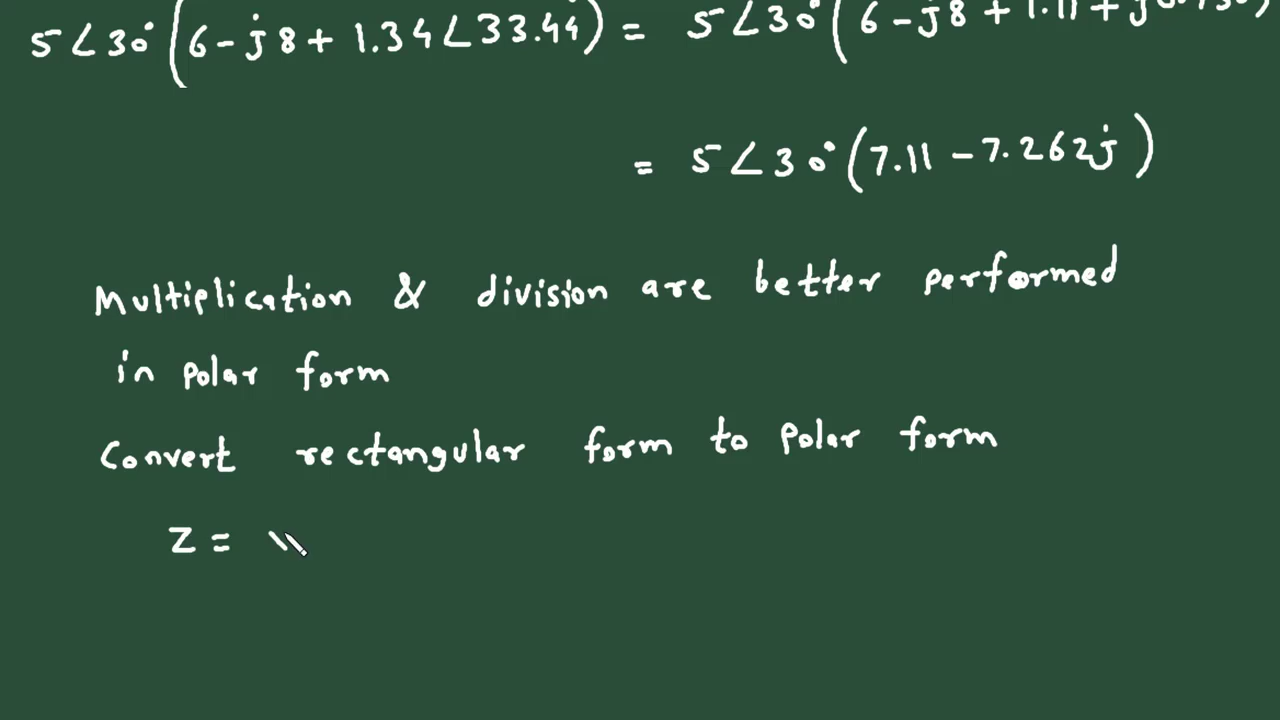 5∠30°(6-j8+1.34∠33.44) = 5∠30°(6-j8+1.11+j
= 5∠30°(7.11-7.262j)
Multiplication & division are better performed
in polar form
Convert rectangular form to polar form
Z =